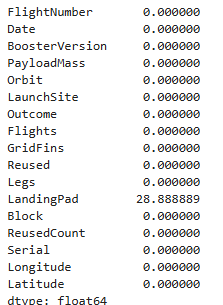 FlightNumber 0.000000
Date 0.000000
BoosterVersion 0.000000
PayloadMass 0.000000
Orbit 0.000000
LaunchSite 0.000000
Outcome 0.000000
Flights 0.000000
GridFins 0.000000
Reused 0.000000
Legs 0.000000
LandingPad 28.888889
Block 0.000000
ReusedCount 0.000000
Serial 0.000000
Longitude 0.000000
Latitude 0.000000
dtype: float64